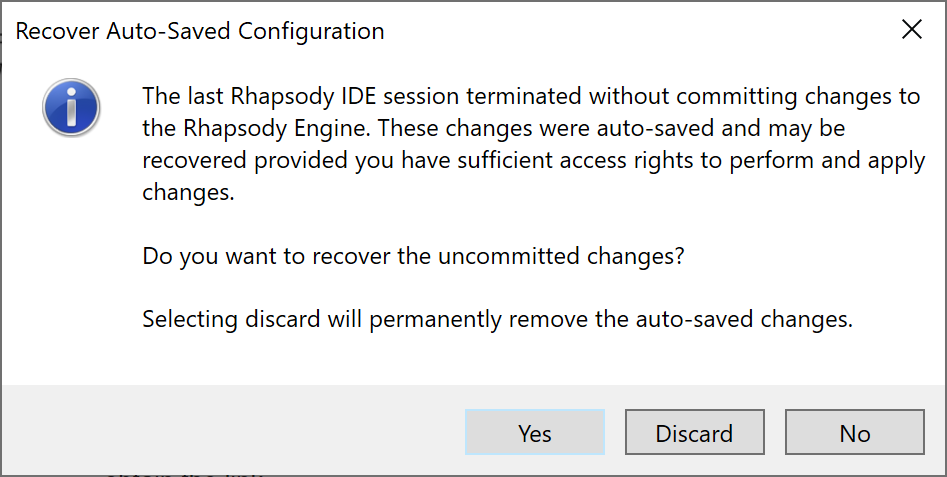 Recover Auto-Saved Configuration
The last Rhapsody IDE session terminated without committing changes to
the Rhapsody Engine. These changes were auto-saved and may be
recovered provided you have sufficient access rights to perform and apply
changes.
Do you want to recover the uncommitted changes?
Selecting discard will permanently remove the auto-saved changes.
Yes Discard No